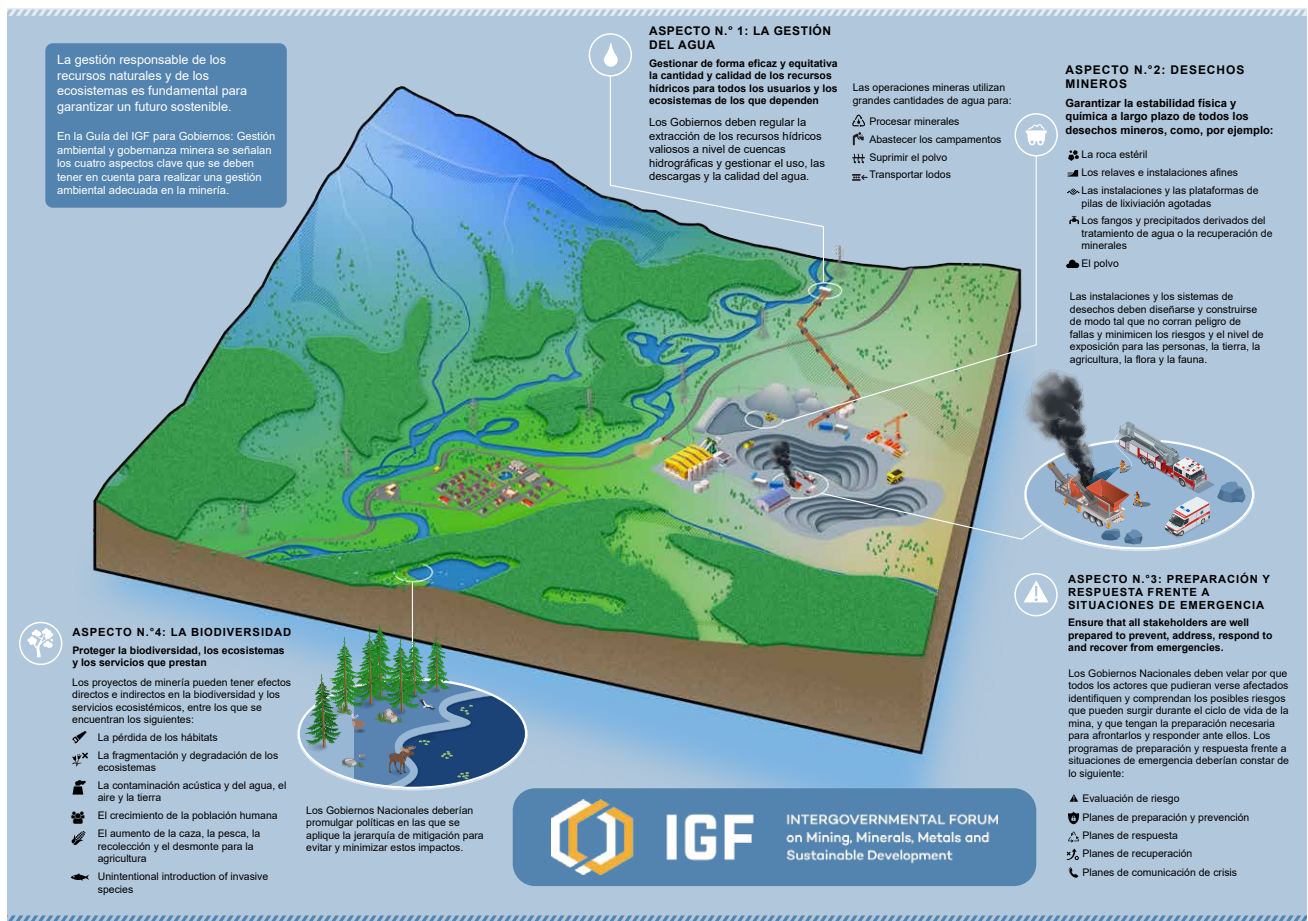 La gestión responsable de los
recursos naturales y de los
ecosistemas es fundamental para
garantizar un futuro sostenible.
En la Guía del IGF para Gobiernos: Gestión
ambiental y gobernanza minera se señalan
los cuatro aspectos clave que se deben
tener en cuenta para realizar una gestión
ambiental adecuada en la minería.
ASPECTO N.° 1: LA GESTIÓN
DEL AGUA
Gestionar de forma eficaz y equitativa
la cantidad y calidad de los recursos
hídricos para todos los usuarios y los
ecosistemas de los que dependen
Los Gobiernos deben regular la
extracción de los recursos hídricos
valiosos a nivel de cuencas
hidrográficas y gestionar el uso, las
descargas y la calidad del agua.
Las operaciones mineras utilizan
grandes cantidades de agua para:
Procesar minerales
Abastecer los campamentos
Suprimir el polvo
Transportar lodos
ASPECTO N.°2: DESECHOS
MINEROS
Garantizar la estabilidad física y
química a largo plazo de todos los
desechos mineros, como, por ejemplo:
La roca estéril
Los relaves e instalaciones afines
Las instalaciones y las plataformas de
pilas de lixiviación agotadas
Los fangos y precipitados derivados del
tratamiento de agua o la recuperación de
minerales
El polvo
Las instalaciones y los sistemas de
desechos deben diseñarse y construirse
de modo tal que no corran peligro de
fallas y minimicen los riesgos y el nivel de
exposición para las personas, la tierra, la
agricultura, la flora y la fauna.
ASPECTO N.°3: PREPARACIÓN Y
RESPUESTA FRENTE A
SITUACIONES DE EMERGENCIA
Ensure that all stakeholders are well
prepared to prevent, address, respond to
and recover from emergencies.
Los Gobiernos Nacionales deben velar por que
todos los actores que pudieran verse afectados
identifiquen y comprendan los posibles riesgos
que pueden surgir durante el ciclo de vida de la
mina, y que tengan la preparación necesaria
para afrontarlos y responder ante ellos. Los
programas de preparación y respuesta frente a
situaciones de emergencia deberían constar de
lo siguiente:
Evaluación de riesgo
Planes de preparación y prevención
Planes de respuesta
Planes de recuperación
Planes de comunicación de crisis
ASPECTO N.°4: LA BIODIVERSIDAD
Proteger la biodiversidad, los ecosistemas
y los servicios que prestan
Los proyectos de minería pueden tener efectos
directos e indirectos en la biodiversidad y los
servicios ecosistémicos, entre los que se
encuentran los siguientes:
La pérdida de los hábitats
La fragmentación y degradación de los
ecosistemas
La contaminación acústica y del agua, el
aire y la tierra
El crecimiento de la población humana
El aumento de la caza, la pesca, la
recolección y el desmonte para la
agricultura
Unintentional introduction of invasive
species
Los Gobiernos Nacionales deberían
promulgar políticas en las que se
aplique la jerarquía de mitigación para
evitar y minimizar estos impactos.
IGF
INTERGOVERNMENTAL FORUM
on Mining, Minerals, Metals and
Sustainable Development